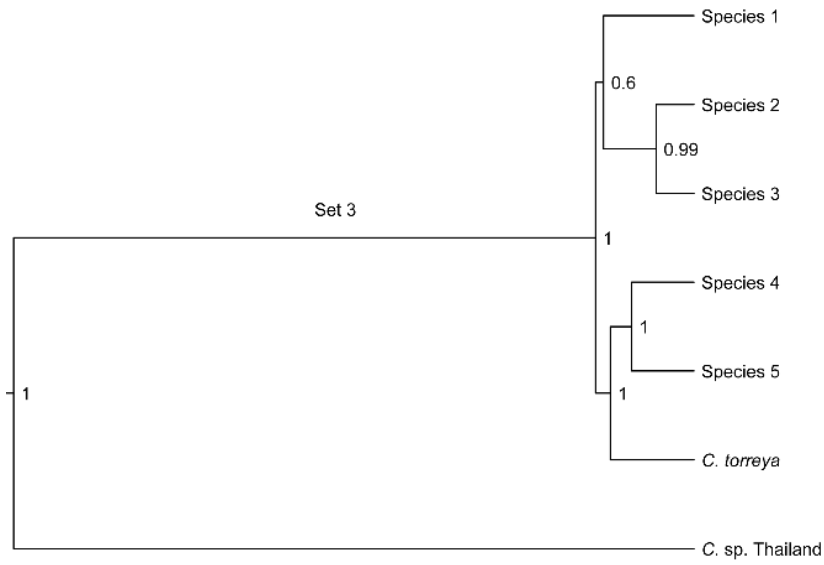 Species 1
0.6
Species 2
0.99
Species 3
Set 3
1
Species 4
1
Species 5
1
1
C. torreya
C. sp. Thailand